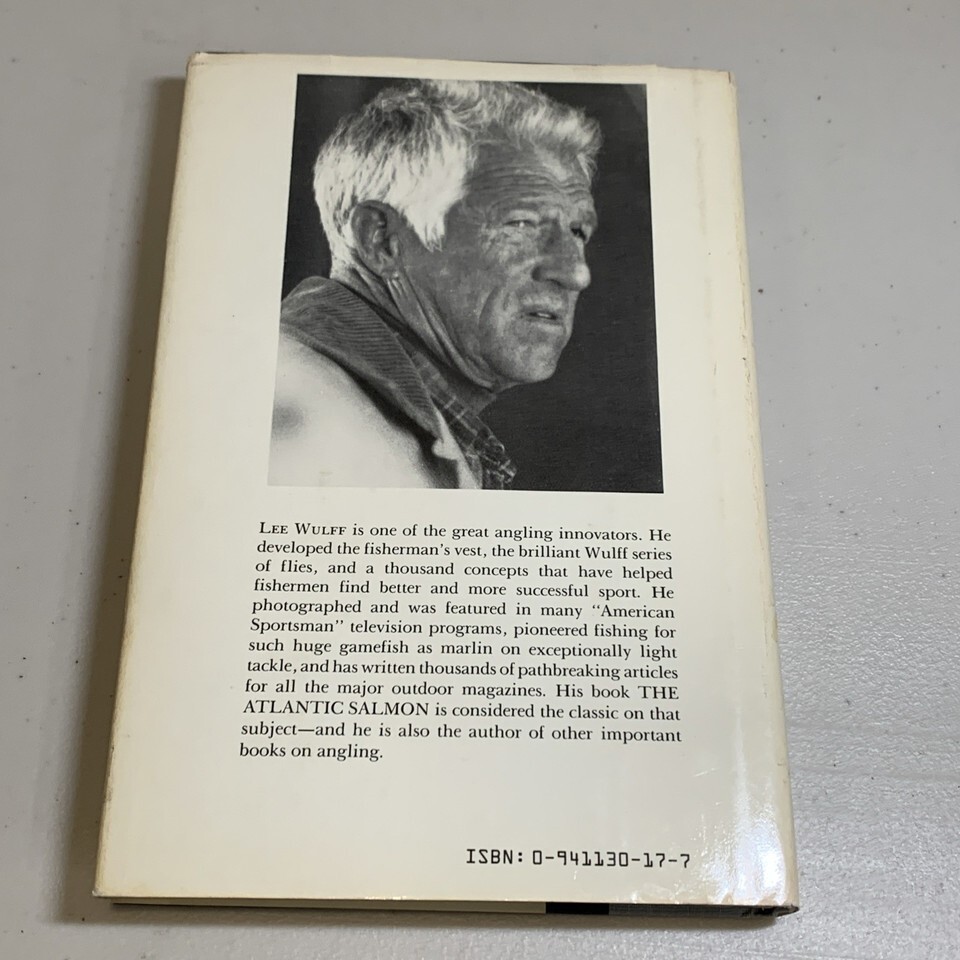 LEE WULFF is one of the great angling innovators. He
developed the fisherman's vest, the brilliant Wulff series
of flies, and a thousand concepts that have helped
fishermen find better and more successful sport. He
photographed and was featured in many "American
Sportsman" television programs, pioneered fishing for
such huge gamefish as marlin on exceptionally light
tackle, and has written thousands of pathbreaking articles
for all the major outdoor magazines. His book THE
ATLANTIC SALMON is considered the classic on that
subject—and he is also the author of other important
books on angling.
ISBN: 0-941130-17-7